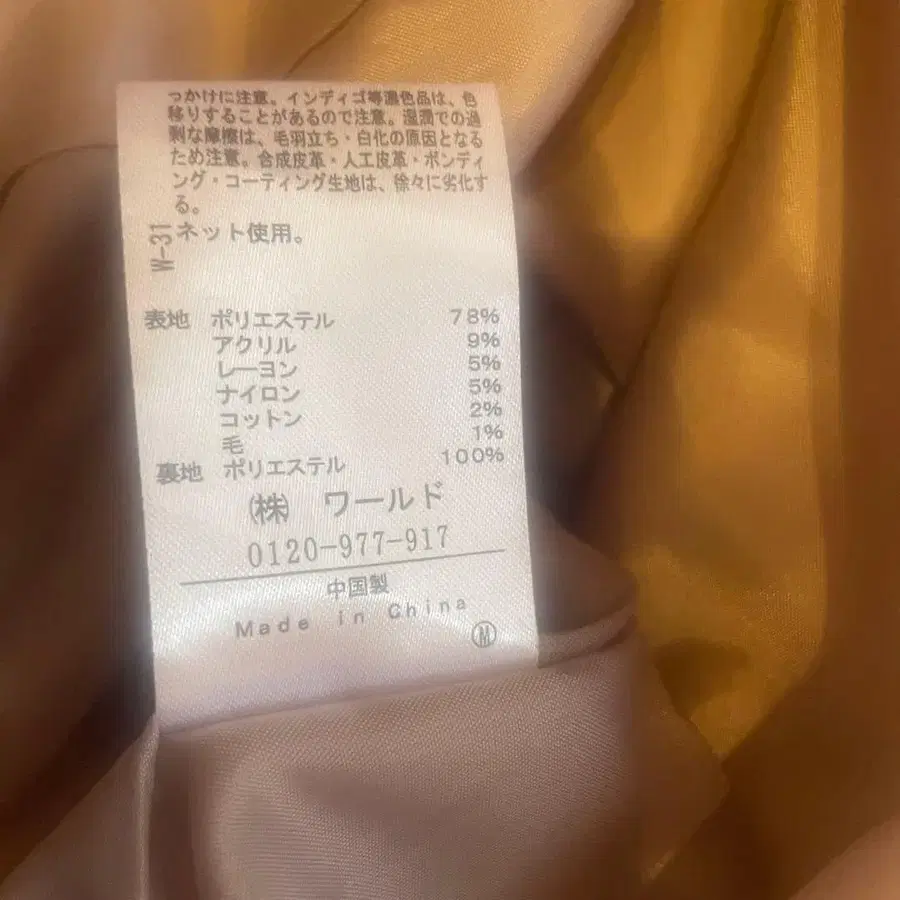 っかけに注意。インディゴ等濃色品は、色
移りすることがあるので注意。湿潤での過
剰な摩擦は、毛羽立ち・白化の原因となる
ため注意。合成皮革・人工皮革・ボンディ
ング・コーティング生地は、徐々に劣化す
る。
W-31 ネット使用。
表地 ポリエステル 78%
アクリル 9%
レーヨン 5%
ナイロン 5%
コットン 2%
毛 1%
裏地 ポリエステル 100%
(株) ワールド
0120-977-917
中国製
Made in China
Ⓜ